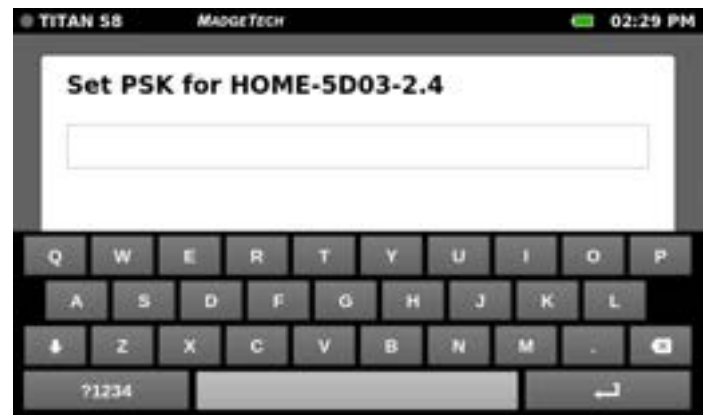 TITAN 58 MADGETECH 02:29 PM
Set PSK for HOME-5D03-2.4
Q W E R T Y U I O P
A S D F G H J K L
Z X C V B N M .
?1234